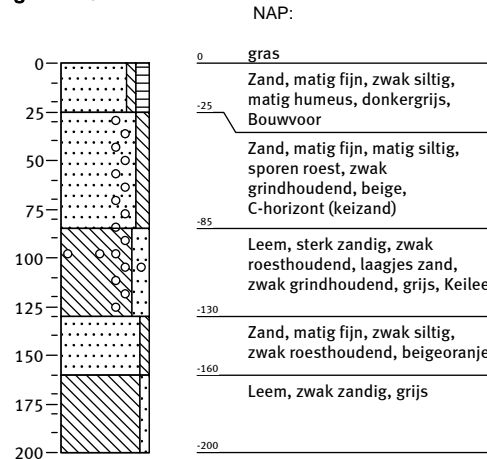 NAP:
0
gras
Zand, matig fijn, zwak siltig,
matig humeus, donkergrijs,
Bouwvoor
-25
Zand, matig fijn, matig siltig,
sporen roest, zwak
grindhoudend, beige,
C-horizont (keizand)
-85
Leem, sterk zandig, zwak
roesthoudend, laagjes zand,
zwak grindhoudend, grijs, Keilee
-130
Zand, matig fijn, zwak siltig,
zwak roesthoudend, beigeoranje
-160
Leem, zwak zandig, grijs
-200
0
25
50
75
100
125
150
175
200